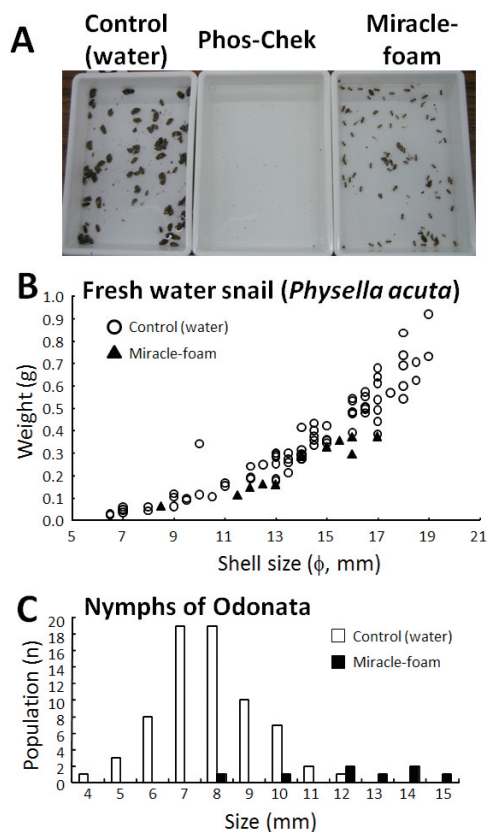 A
Control
(water)
Phos-Chek
Miracle-
foam
B
Fresh water snail (Physella acuta)
1.0
0.9
0.8
0.7
0.6
0.5
0.4
0.3
0.2
0.1
0.0
Weight (g)
Control (water)
Miracle-foam
5 7 9 11 13 15 17 19 21
Shell size (ϕ, mm)
C
Nymphs of Odonata
20
18
16
14
12
10
8
6
4
2
0
Population (n)
Control (water)
Miracle-foam
4 5 6 7 8 9 10 11 12 13 14 15
Size (mm)